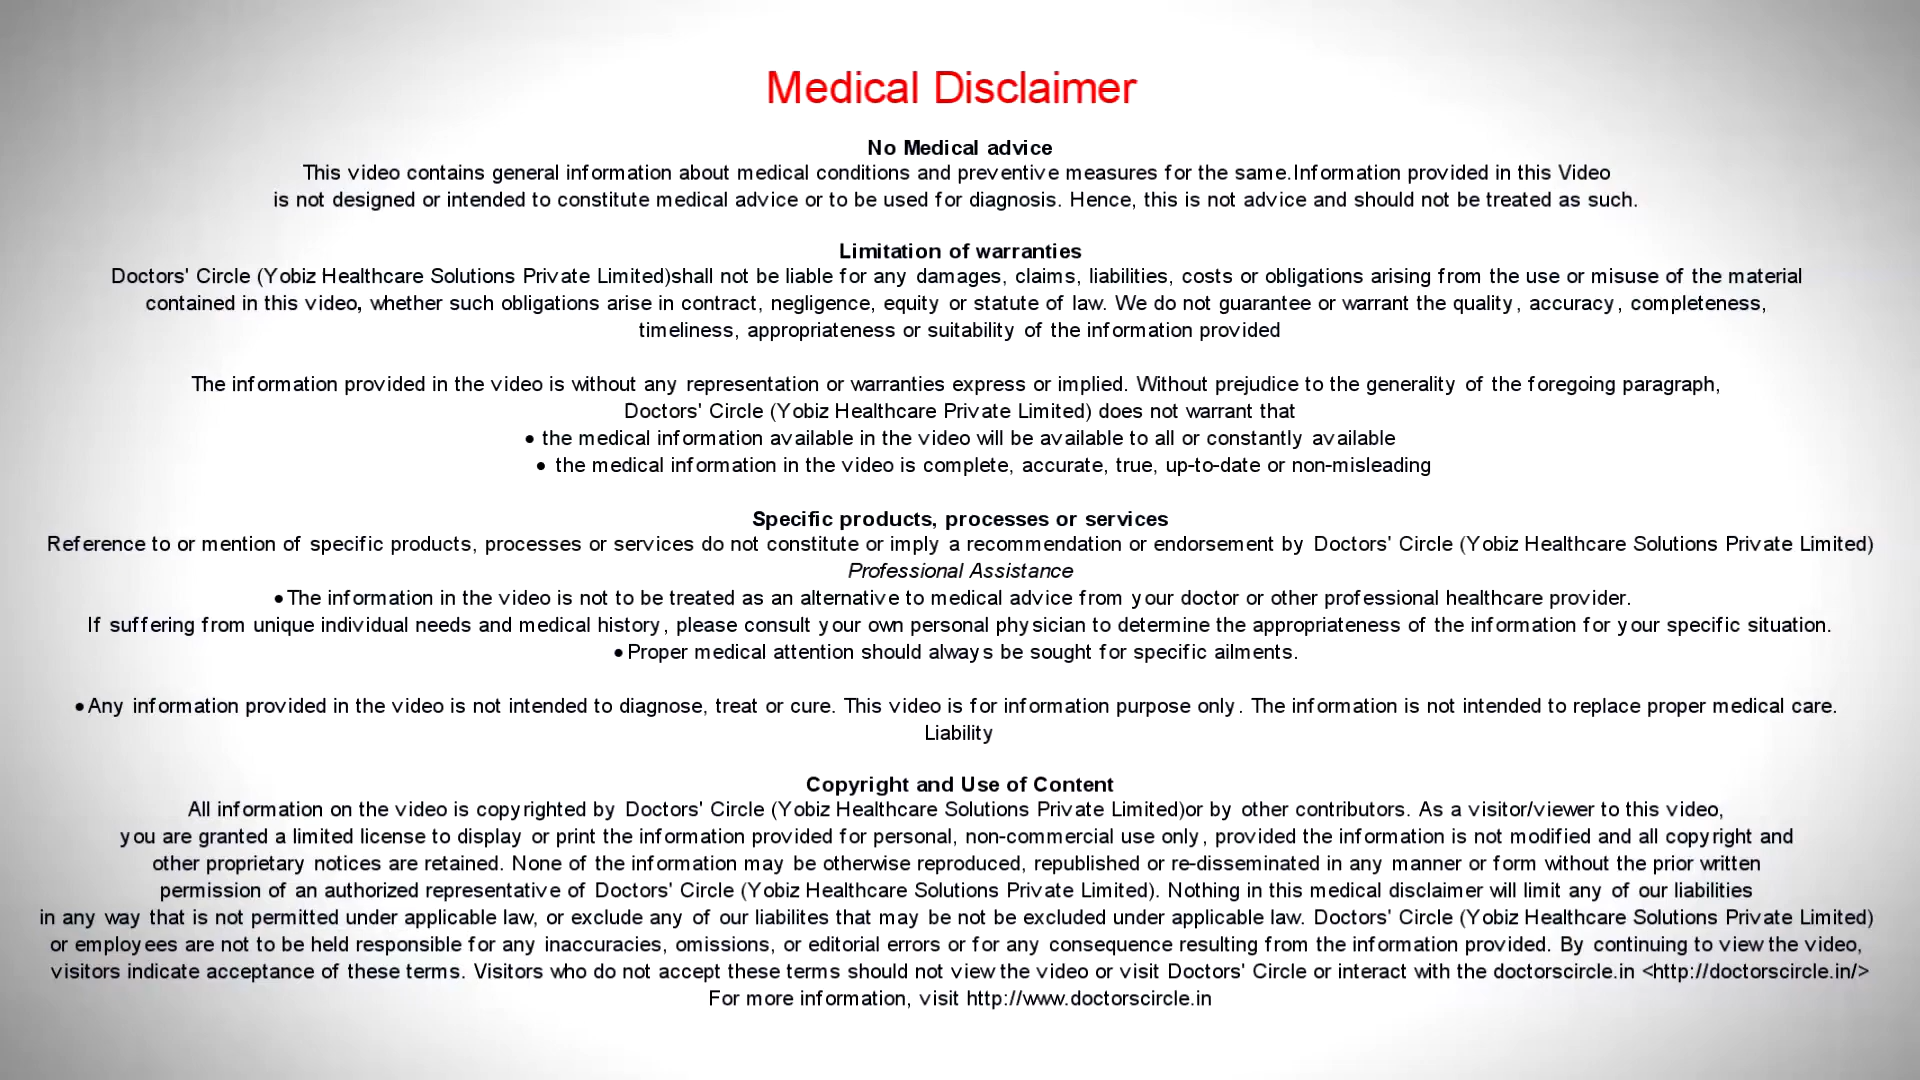 Medical Disclaimer
No Medical advice
This video contains general information about medical conditions and preventive measures for the same.Information provided in this Video
is not designed or intended to constitute medical advice or to be used for diagnosis. Hence, this is not advice and should not be treated as such.
Limitation of warranties
Doctors' Circle (Yobiz Healthcare Solutions Private Limited)shall not be liable for any damages, claims, liabilities, costs or obligations arising from the use or misuse of the material
contained in this video, whether such obligations arise in contract, negligence, equity or statute of law. We do not guarantee or warrant the quality, accuracy, completeness,
timeliness, appropriateness or suitability of the information provided
The information provided in the video is without any representation or warranties express or implied. Without prejudice to the generality of the foregoing paragraph,
Doctors' Circle (Yobiz Healthcare Private Limited) does not warrant that
• the medical information available in the video will be available to all or constantly available
• the medical information in the video is complete, accurate, true, up-to-date or non-misleading
Specific products, processes or services
Reference to or mention of specific products, processes or services do not constitute or imply a recommendation or endorsement by Doctors' Circle (Yobiz Healthcare Solutions Private Limited)
Professional Assistance
•The information in the video is not to be treated as an alternative to medical advice from your doctor or other professional healthcare provider.
If suffering from unique individual needs and medical history, please consult your own personal physician to determine the appropriateness of the information for your specific situation.
•Proper medical attention should always be sought for specific ailments.
•Any information provided in the video is not intended to diagnose, treat or cure. This video is for information purpose only. The information is not intended to replace proper medical care.
Liability
Copyright and Use of Content
All information on the video is copyrighted by Doctors' Circle (Yobiz Healthcare Solutions Private Limited)or by other contributors. As a visitor/viewer to this video,
you are granted a limited license to display or print the information provided for personal, non-commercial use only, provided the information is not modified and all copyright and
other proprietary notices are retained. None of the information may be otherwise reproduced, republished or re-disseminated in any manner or form without the prior written
permission of an authorized representative of Doctors' Circle (Yobiz Healthcare Solutions Private Limited). Nothing in this medical disclaimer will limit any of our liabilities
in any way that is not permitted under applicable law, or exclude any of our liabilites that may be not be excluded under applicable law. Doctors' Circle (Yobiz Healthcare Solutions Private Limited)
or employees are not to be held responsible for any inaccuracies, omissions, or editorial errors or for any consequence resulting from the information provided. By continuing to view the video,
visitors indicate acceptance of these terms. Visitors who do not accept these terms should not view the video or visit Doctors' Circle or interact with the doctorscircle.in <http://doctorscircle.in/>
For more information, visit http://www.doctorscircle.in